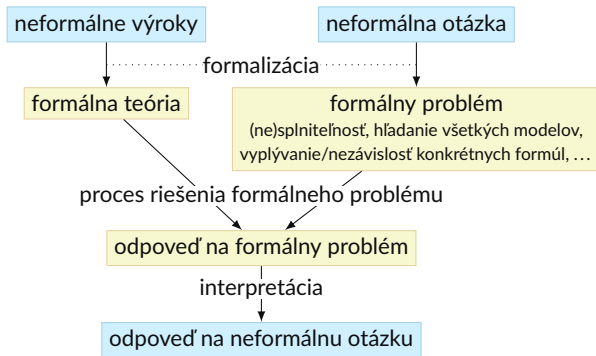 neformálne výroky
neformálna otázka
formalizácia
formálna teória
formálny problém
(ne)splniteľnosť, hľadanie všetkých modelov,
vyplývanie/nezávislosť konkrétnych formúl, …
proces riešenia formálneho problému
odpoveď na formálny problém
interpretácia
odpoveď na neformálnu otázku